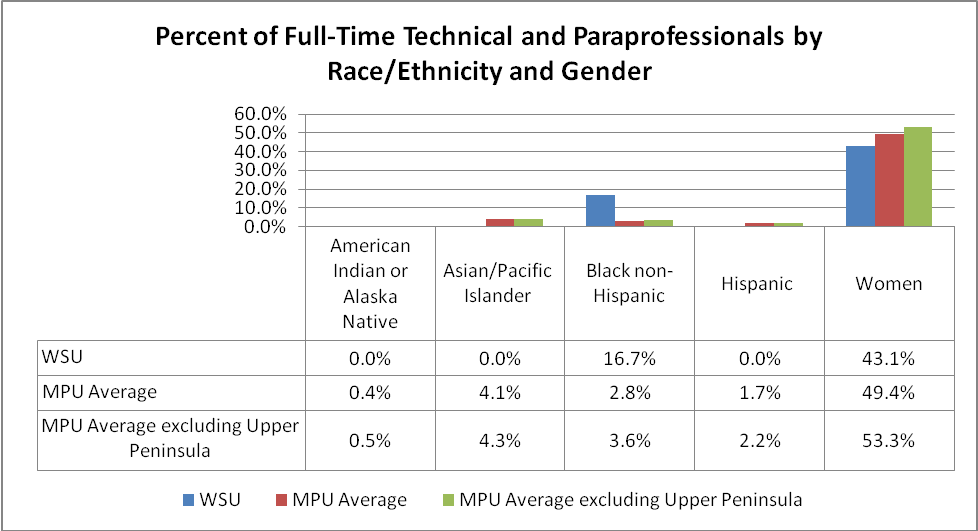 Percent of Full-Time Technical and Paraprofessionals by
Race/Ethnicity and Gender
60.0%
50.0%
40.0%
30.0%
20.0%
10.0%
0.0%
American
Indian or
Alaska
Native
Asian/Pacific
Islander
Black non-
Hispanic
Hispanic
Women
WSU 0.0% 0.0% 16.7% 0.0% 43.1%
MPU Average 0.4% 4.1% 2.8% 1.7% 49.4%
MPU Average excluding Upper
Peninsula 0.5% 4.3% 3.6% 2.2% 53.3%
WSU MPU Average MPU Average excluding Upper Peninsula